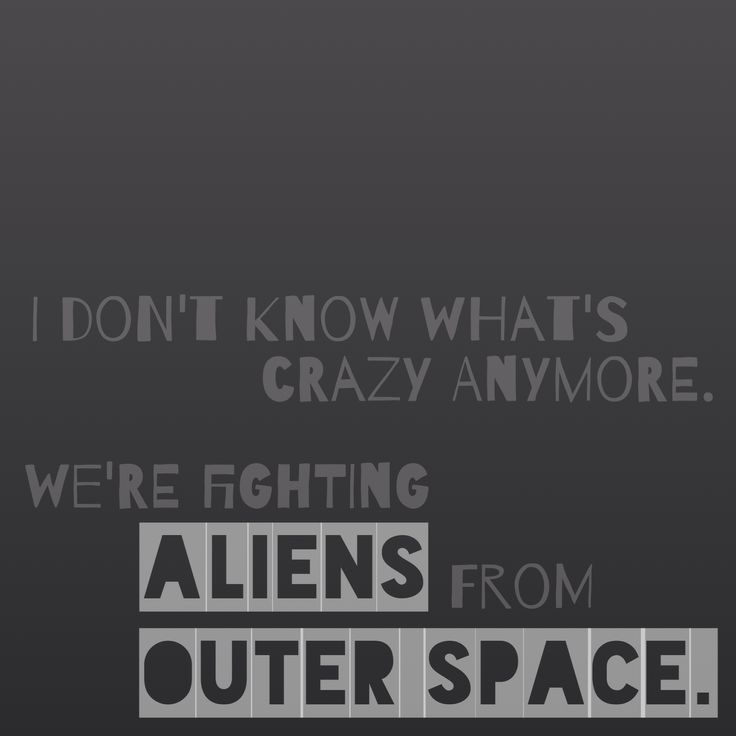 I DON'T KNOW WHAT'S
CRAZY ANYMORE.
WE'RE FIGHTING
ALIENS FROM
OUTER SPACE.